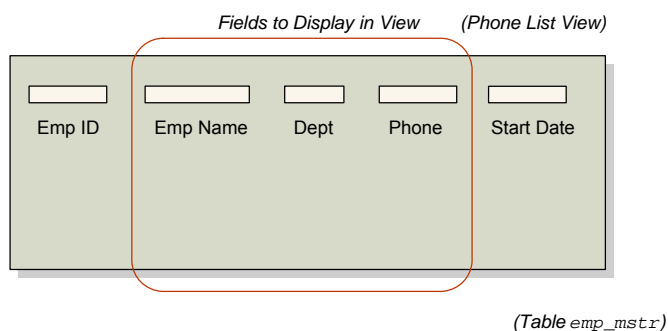 Fields to Display in View (Phone List View)
Emp ID Emp Name Dept Phone Start Date
(Table emp_mstr)